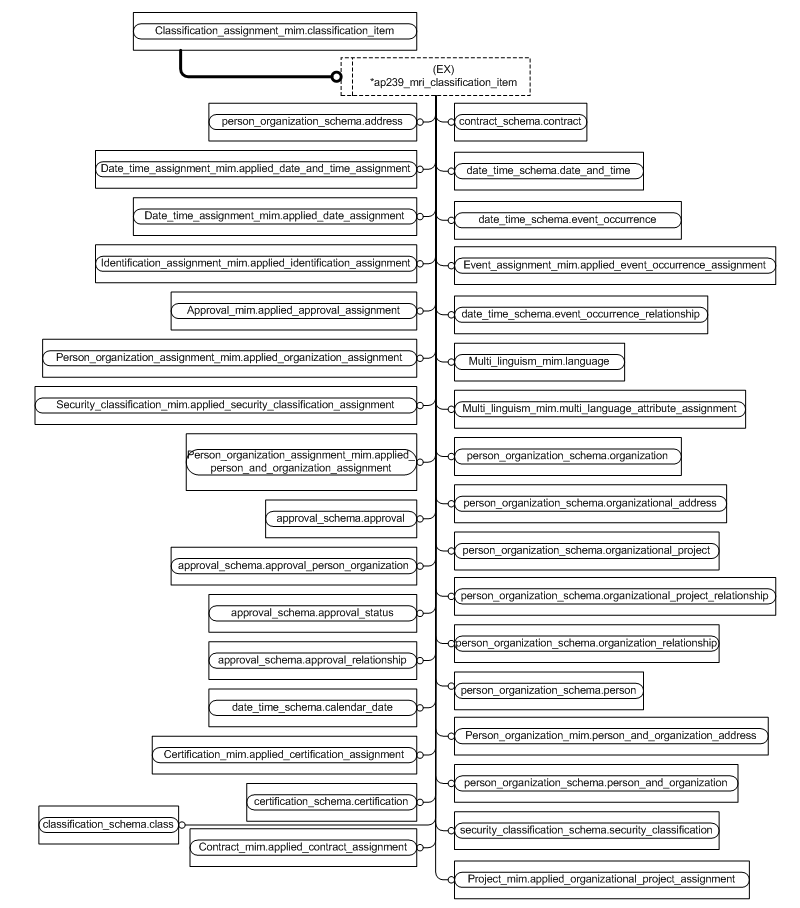 Classification_assignment_mim.classification_item
(EX)
*ap239_mri_classification_item
person_organization_schema.address
contract_schema.contract
Date_time_assignment_mim.applied_date_and_time_assignment
date_time_schema.date_and_time
Date_time_assignment_mim.applied_date_assignment
date_time_schema.event_occurrence
Identification_assignment_mim.applied_identification_assignment
Event_assignment_mim.applied_event_occurrence_assignment
Approval_mim.applied_approval_assignment
date_time_schema.event_occurrence_relationship
Person_organization_assignment_mim.applied_organization_assignment
Multi_linguism_mim.language
Security_classification_mim.applied_security_classification_assignment
Multi_linguism_mim.multi_language_attribute_assignment
Person_organization_assignment_mim.applied_
person_and_organization_assignment
person_organization_schema.organization
approval_schema.approval
person_organization_schema.organizational_address
approval_schema.approval_person_organization
person_organization_schema.organizational_project
approval_schema.approval_status
person_organization_schema.organizational_project_relationship
approval_schema.approval_relationship
person_organization_schema.organization_relationship
date_time_schema.calendar_date
person_organization_schema.person
Certification_mim.applied_certification_assignment
Person_organization_mim.person_and_organization_address
certification_schema.certification
person_organization_schema.person_and_organization
classification_schema.class
security_classification_schema.security_classification
Contract_mim.applied_contract_assignment
Project_mim.applied_organizational_project_assignment